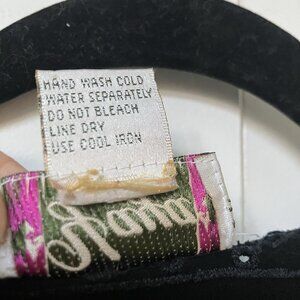 HAND WASH COLD
WATER SEPARATELY
DO NOT BLEACH
LINE DRY
USE COOL IRON